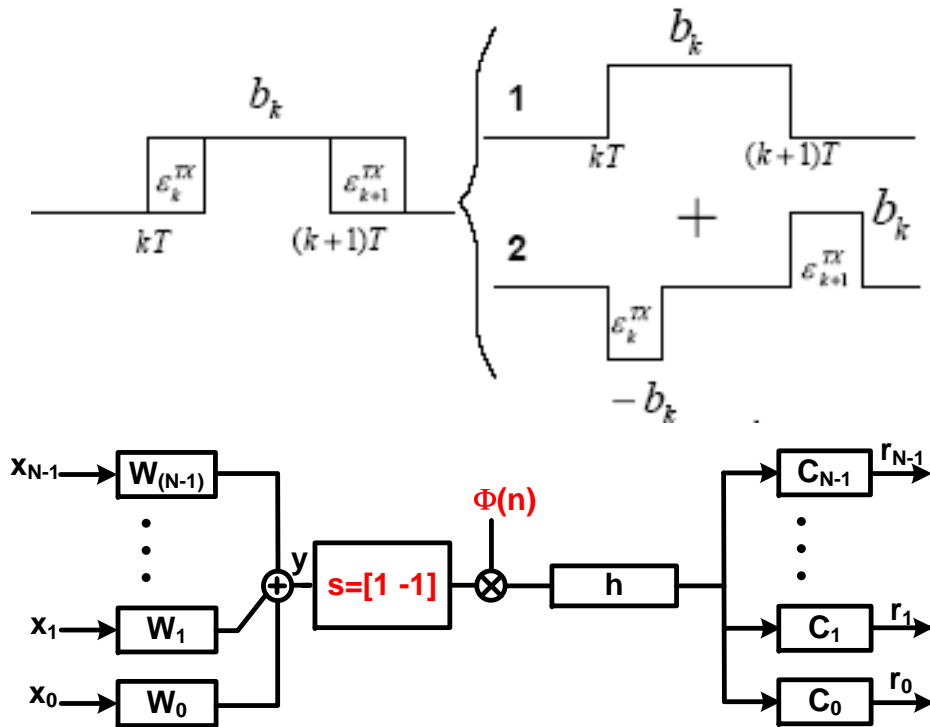 b_k
ε_k^{TX}
ε_{k+1}^{TX}
kT
(k+1)T
1
b_k
kT
(k+1)T
+
2
b_k
ε_k^{TX}
ε_{k+1}^{TX}
-b_k
x_{N-1}
W_{(N-1)}
Φ(n)
C_{N-1}
r_{N-1}
y
+
s=[1 -1]
h
x_1
W_1
C_1
r_1
x_0
W_0
C_0
r_0